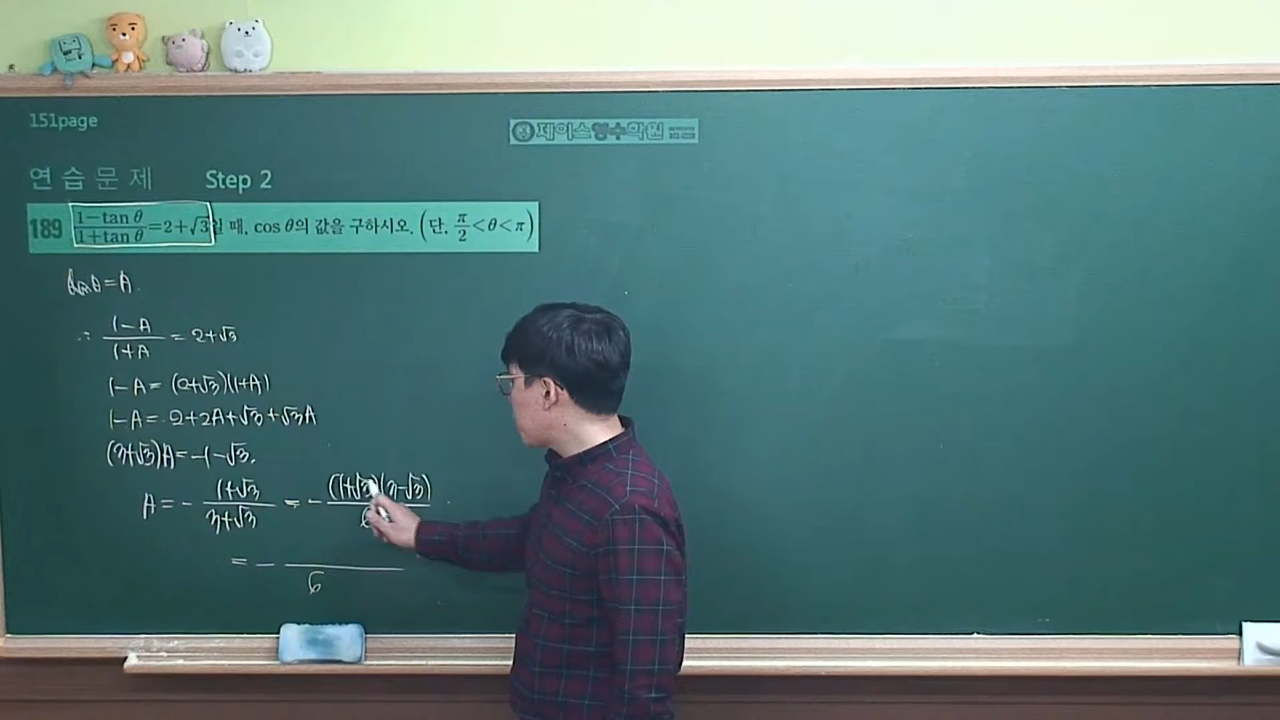 151page
제이스영수학원
연 습 문 제 Step 2
189 (1-tan θ)/(1+tan θ)=2+√3일 때, cos θ의 값을 구하시오. (단, π/2<θ<π)
tanθ=A.
∴ (1-A)/(1+A) = 2+√3
1-A=(2+√3)(1+A)
1-A=2+2A+√3+√3A
(3+√3)A=-1-√3.
A=-(1+√3)/(3+√3) = -((1+√3)(3-√3))/6
= - /6